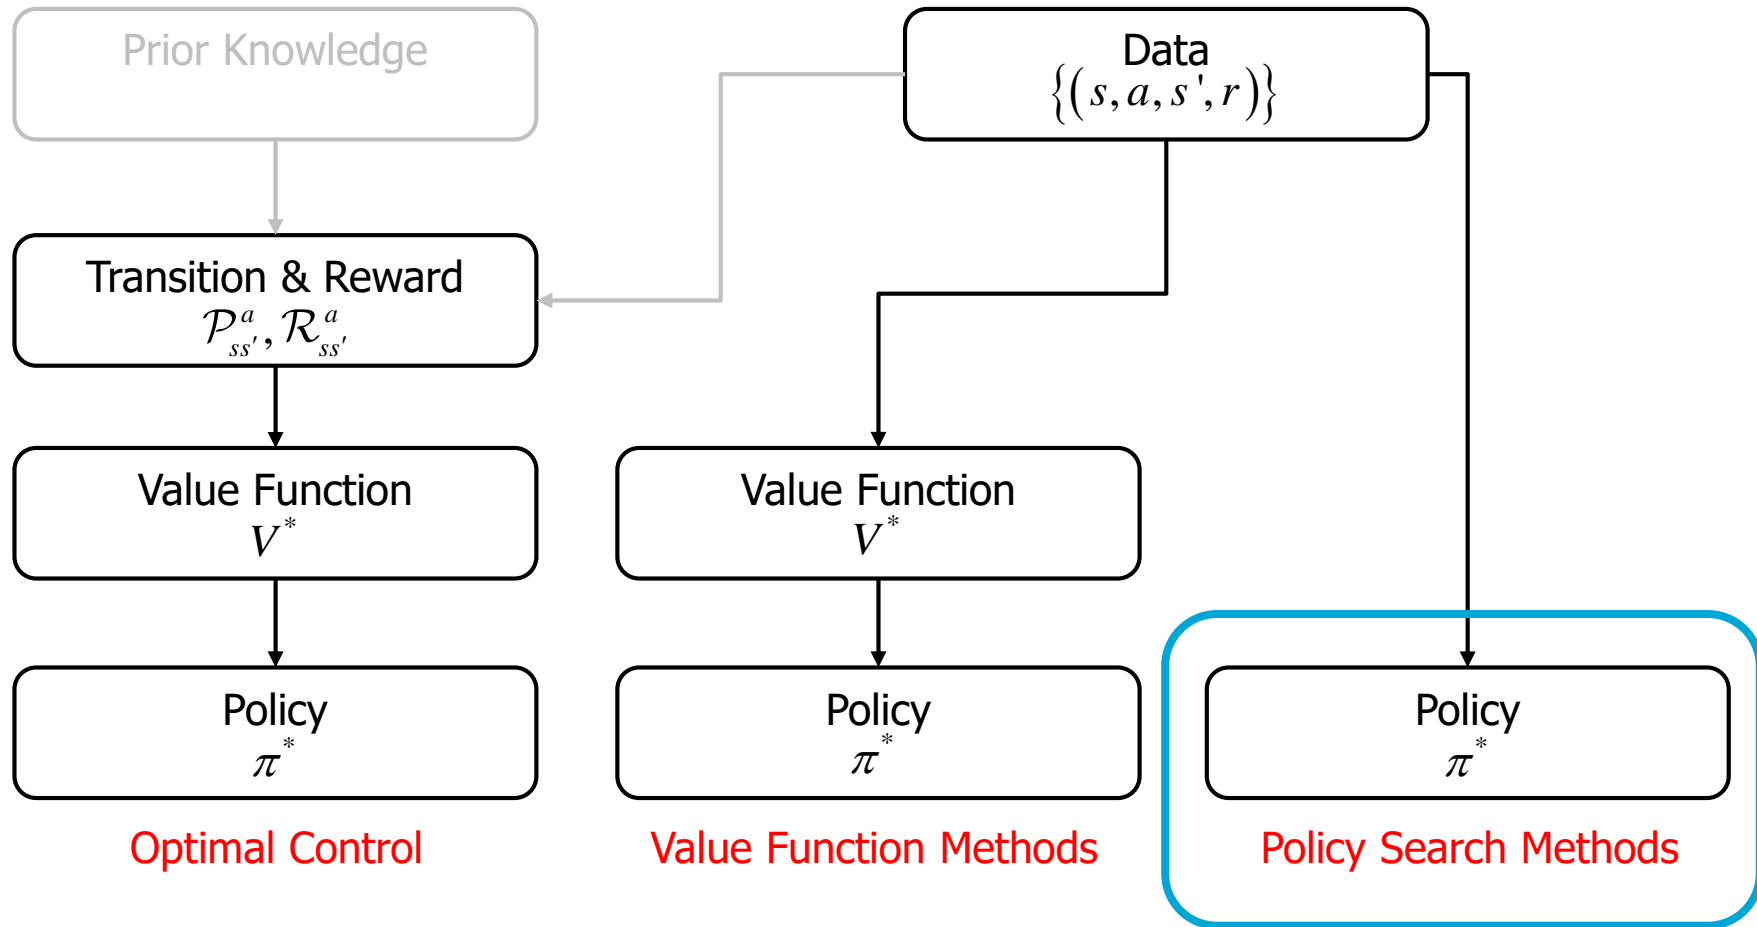 Prior Knowledge
Data
{(s, a, s', r)}
Transition & Reward
𝒫ᵃₛₛ′, ℛᵃₛₛ′
Value Function
V*
Value Function
V*
Policy
π*
Policy
π*
Policy
π*
Optimal Control
Value Function Methods
Policy Search Methods